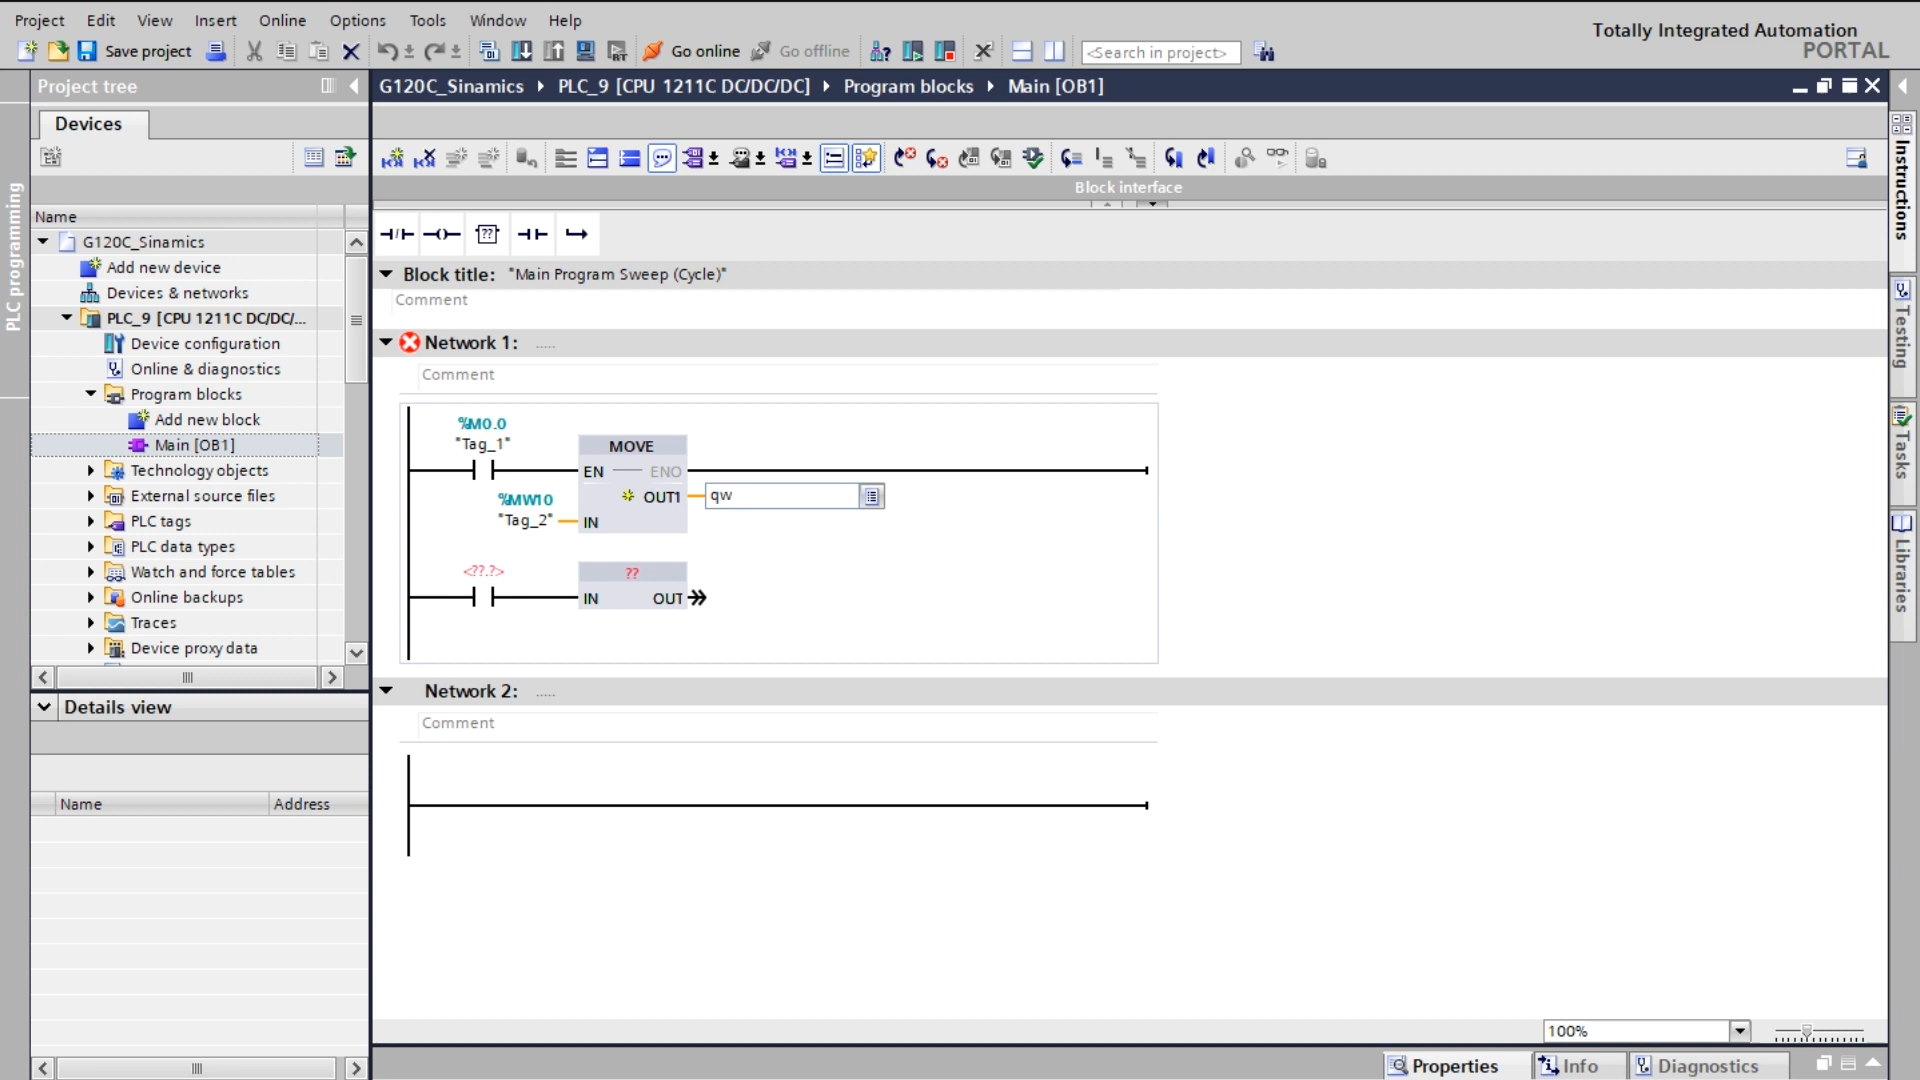 Project Edit View Insert Online Options Tools Window Help
Totally Integrated Automation
PORTAL
Save project
Go online
Go offline
<Search in project>
Project tree
G120C_Sinamics
PLC_9 [CPU 1211C DC/DC/DC]
Program blocks
Main [OB1]
Devices
Block interface
Name
G120C_Sinamics
Add new device
Devices & networks
PLC_9 [CPU 1211C DC/DC/...
Device configuration
Online & diagnostics
Program blocks
Add new block
Main [OB1]
Technology objects
External source files
PLC tags
PLC data types
Watch and force tables
Online backups
Traces
Device proxy data
Details view
Name
Address
PLC programming
Block title: "Main Program Sweep (Cycle)"
Comment
Network 1: .....
Comment
%M0.0
"Tag_1"
MOVE
EN
ENO
%MW10
"Tag_2"
OUT1
qw
IN
<??.?>
??
IN
OUT
Network 2: .....
Comment
100%
Properties
Info
Diagnostics
Instructions
Testing
Tasks
Libraries